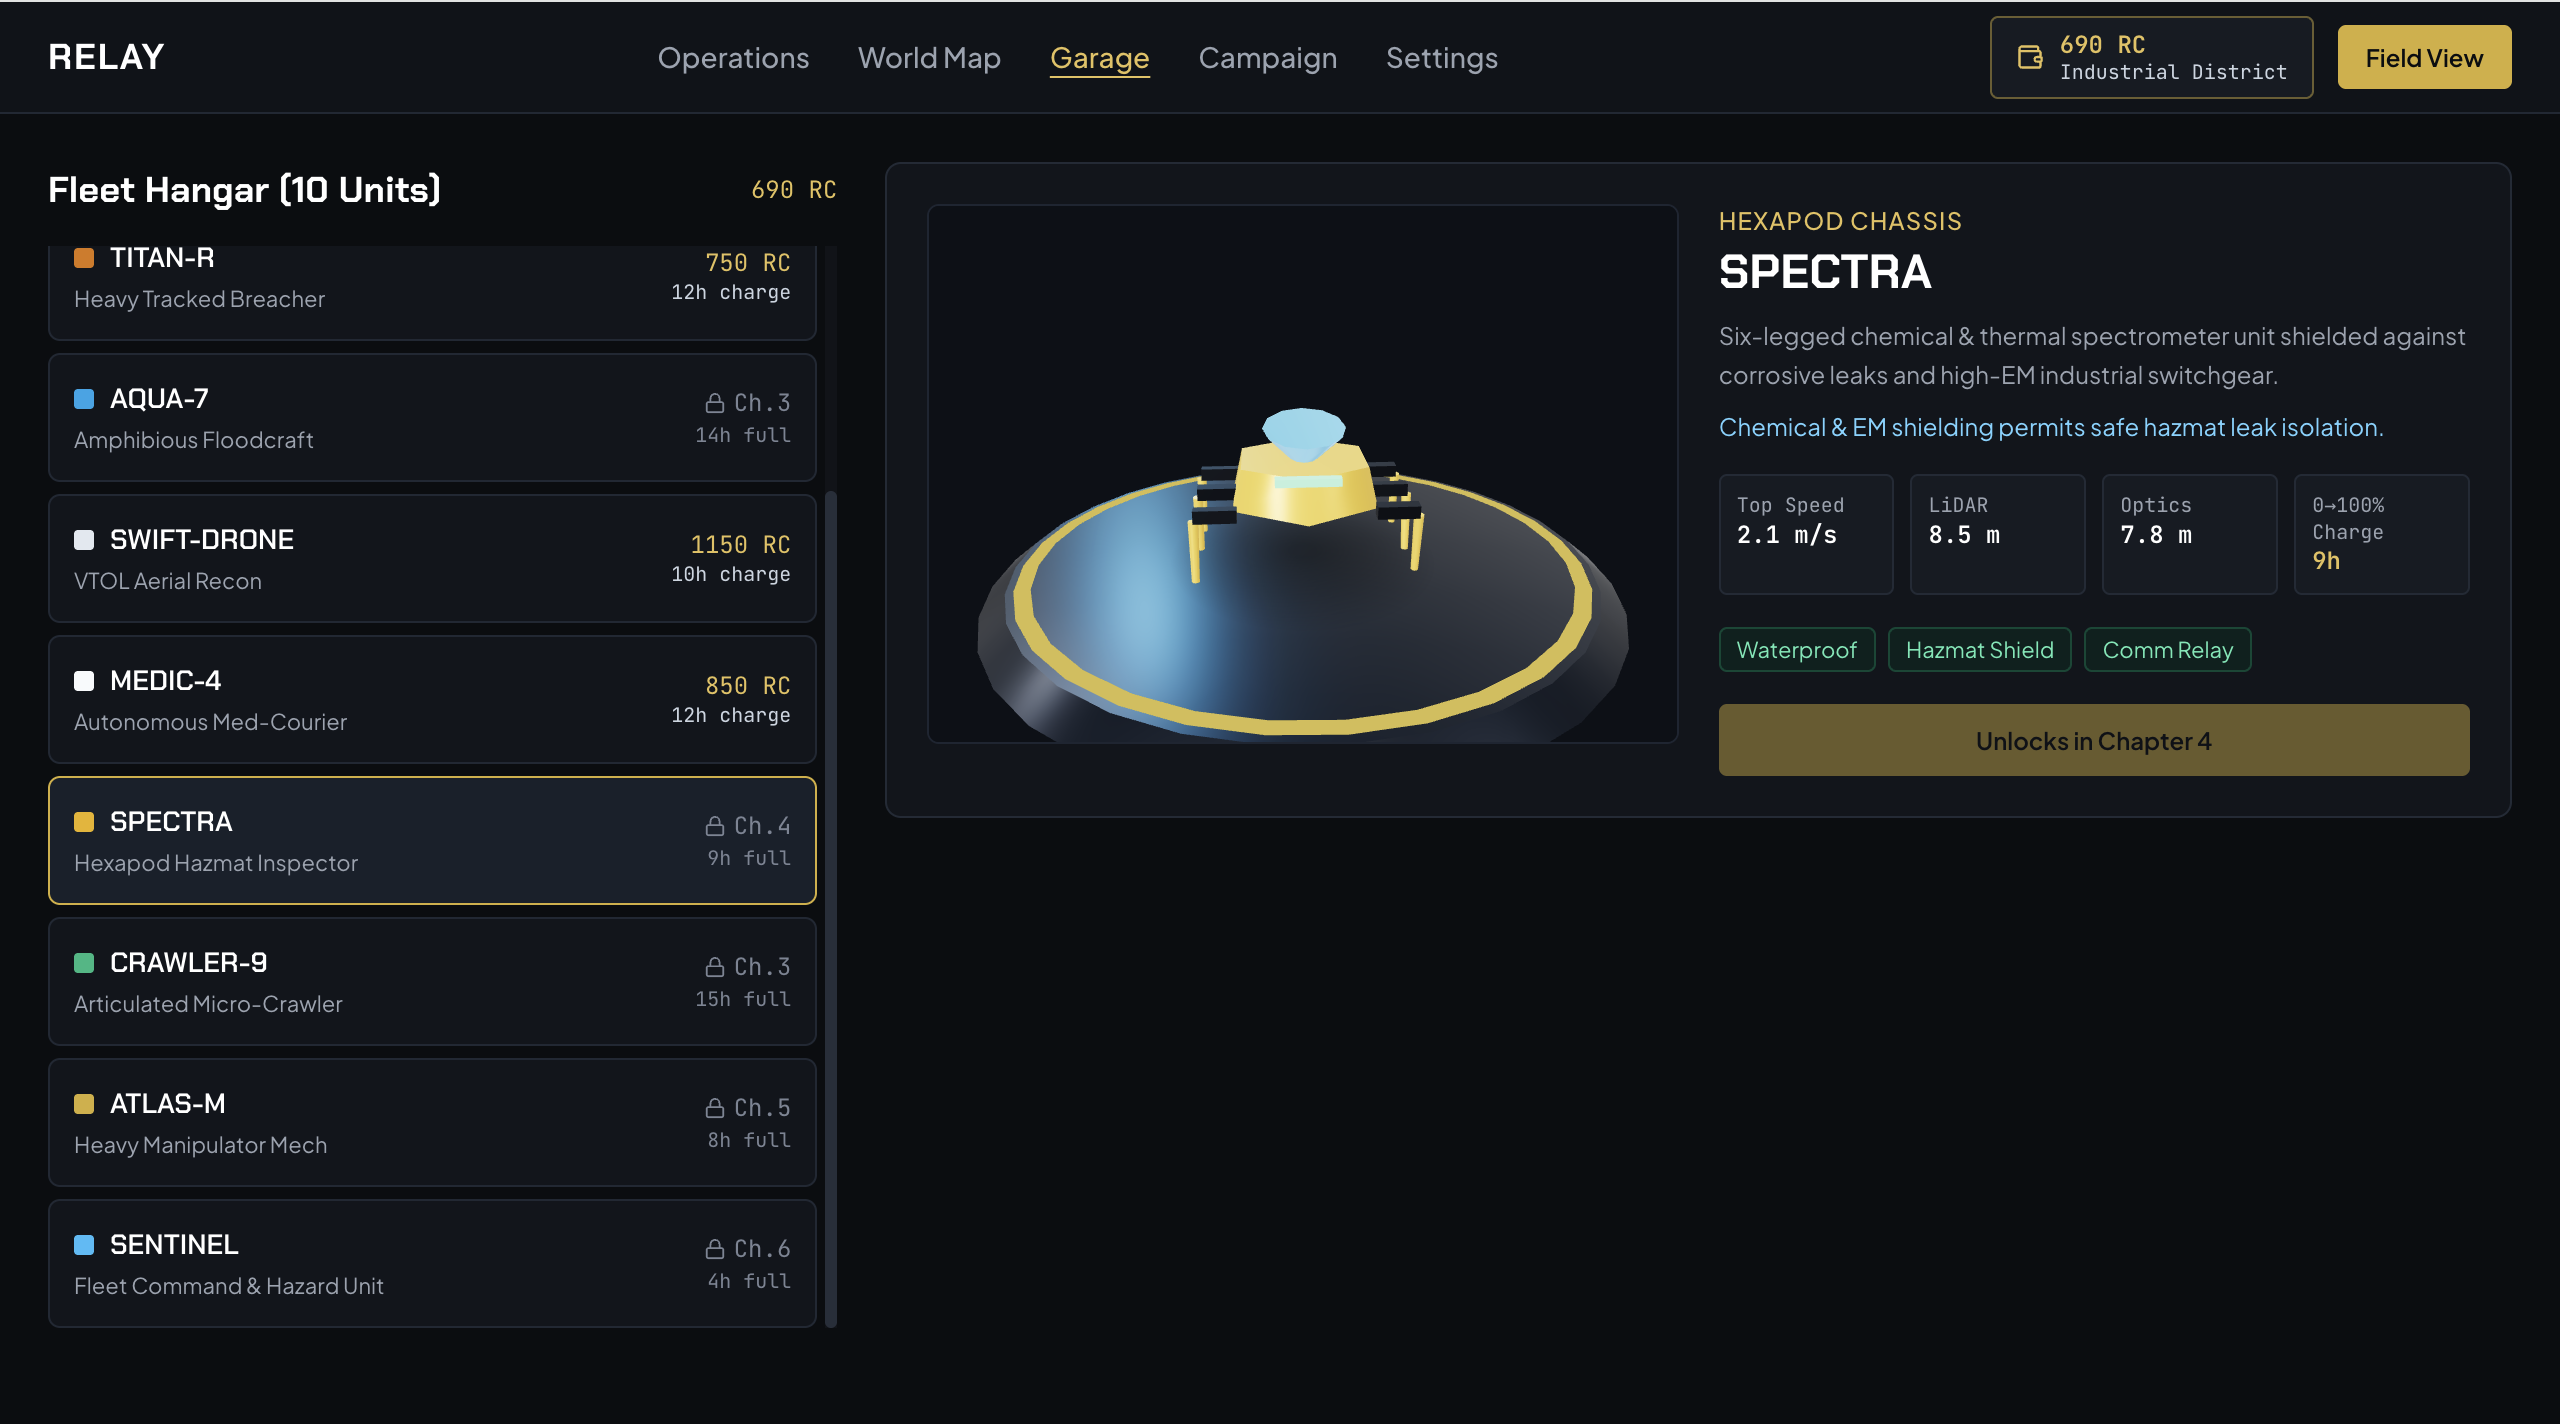 RELAY
Operations
World Map
Garage
Campaign
Settings
690 RC
Industrial District
Field View
Fleet Hangar (10 Units)
690 RC
TITAN-R
750 RC
Heavy Tracked Breacher
12h charge
AQUA-7
Ch.3
Amphibious Floodcraft
14h full
SWIFT-DRONE
1150 RC
VTOL Aerial Recon
10h charge
MEDIC-4
850 RC
Autonomous Med-Courier
12h charge
SPECTRA
Ch.4
Hexapod Hazmat Inspector
9h full
CRAWLER-9
Ch.3
Articulated Micro-Crawler
15h full
ATLAS-M
Ch.5
Heavy Manipulator Mech
8h full
SENTINEL
Ch.6
Fleet Command & Hazard Unit
4h full
HEXAPOD CHASSIS
SPECTRA
Six-legged chemical & thermal spectrometer unit shielded against
corrosive leaks and high-EM industrial switchgear.
Chemical & EM shielding permits safe hazmat leak isolation.
Top Speed
2.1 m/s
LiDAR
8.5 m
Optics
7.8 m
0→100%
Charge
9h
Waterproof
Hazmat Shield
Comm Relay
Unlocks in Chapter 4